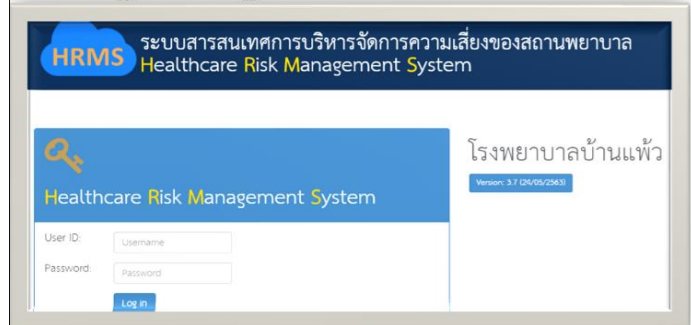 HRMS
ระบบสารสนเทศการบริหารจัดการความเสี่ยงของสถานพยาบาล
Healthcare Risk Management System
Healthcare Risk Management System
โรงพยาบาลบ้านแพ้ว
Version: 3.7 (24/05/2563)
User ID:
Username
Password:
Password
Log in